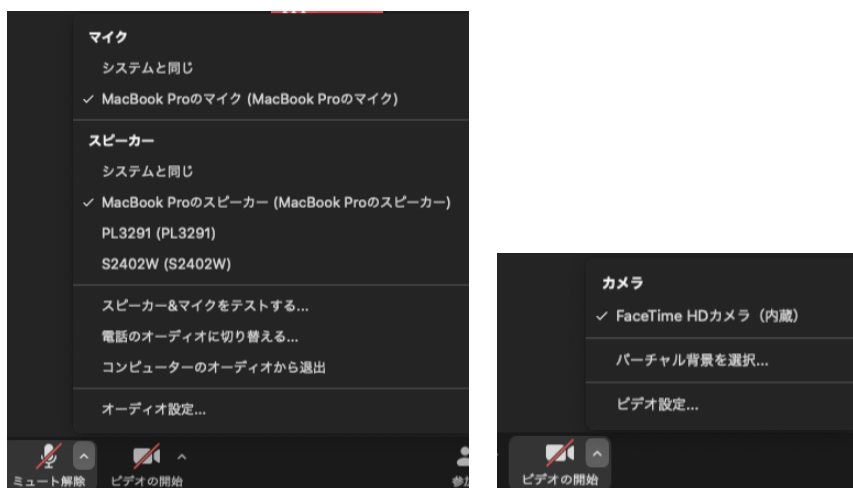 マイク
システムと同じ
✓ MacBook Proのマイク (MacBook Proのマイク)
スピーカー
システムと同じ
✓ MacBook Proのスピーカー (MacBook Proのスピーカー)
PL3291 (PL3291)
S2402W (S2402W)
スピーカー&マイクをテストする...
電話のオーディオに切り替える...
コンピューターのオーディオから退出
オーディオ設定...
ミュート解除
ビデオの開始
参加
カメラ
✓ FaceTime HDカメラ（内蔵）
バーチャル背景を選択...
ビデオ設定...
ビデオの開始